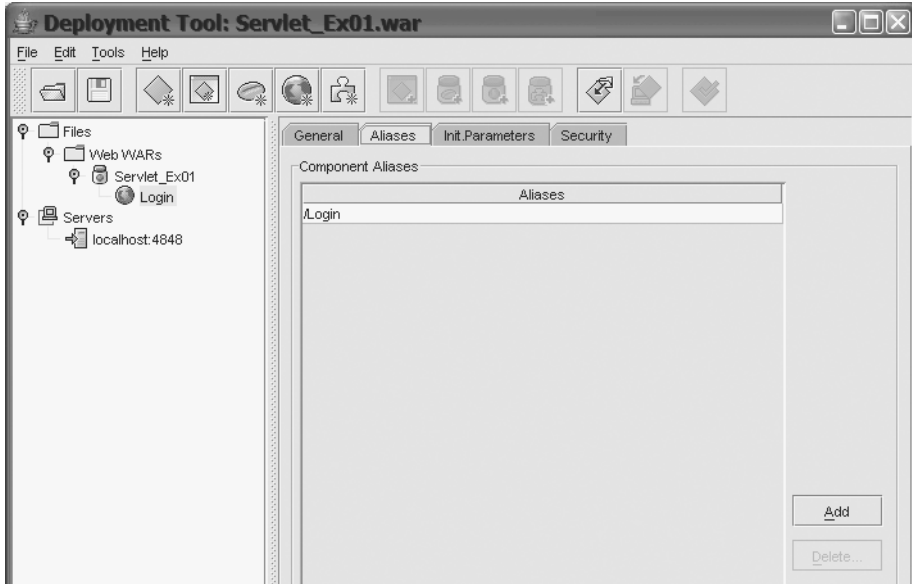 Deployment Tool: Servlet_Ex01.war
File Edit Tools Help
Files
Web WARs
Servlet_Ex01
Login
Servers
localhost:4848
General Aliases Init.Parameters Security
Component Aliases
Aliases
/Login
Add
Delete...